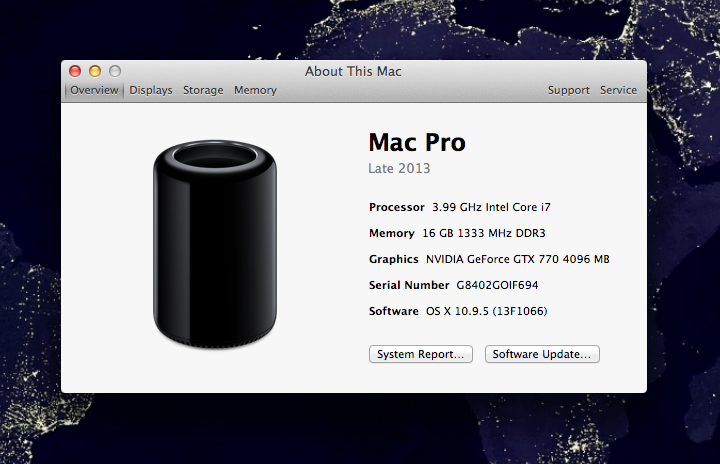 About This Mac
Overview Displays Storage Memory Support Service
Mac Pro
Late 2013
Processor 3.99 GHz Intel Core i7
Memory 16 GB 1333 MHz DDR3
Graphics NVIDIA GeForce GTX 770 4096 MB
Serial Number G8402GOIF694
Software OS X 10.9.5 (13F1066)
System Report... Software Update...